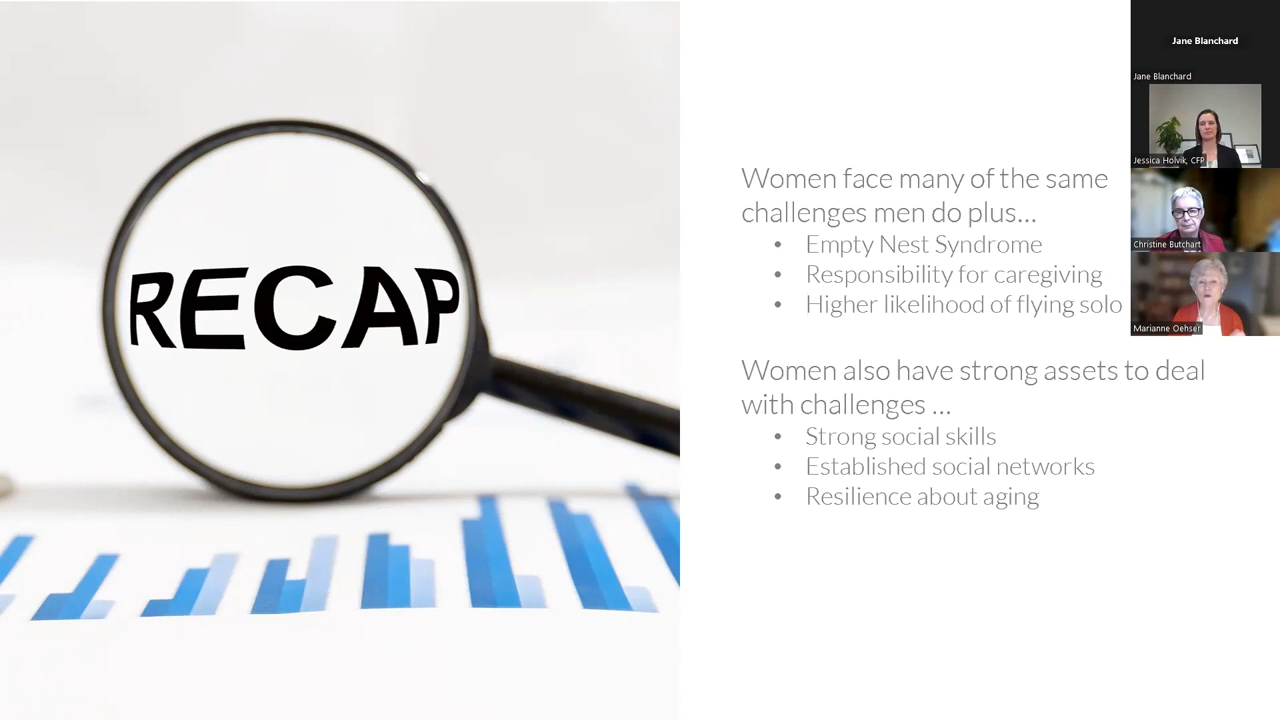 RECAP
Women face many of the same
challenges men do plus...
• Empty Nest Syndrome
• Responsibility for caregiving
• Higher likelihood of flying solo
Women also have strong assets to deal
with challenges ...
• Strong social skills
• Established social networks
• Resilience about aging
Jane Blanchard
Jane Blanchard
Jessica Holvik, CFP
Christine Butchart
Marianne Oehser